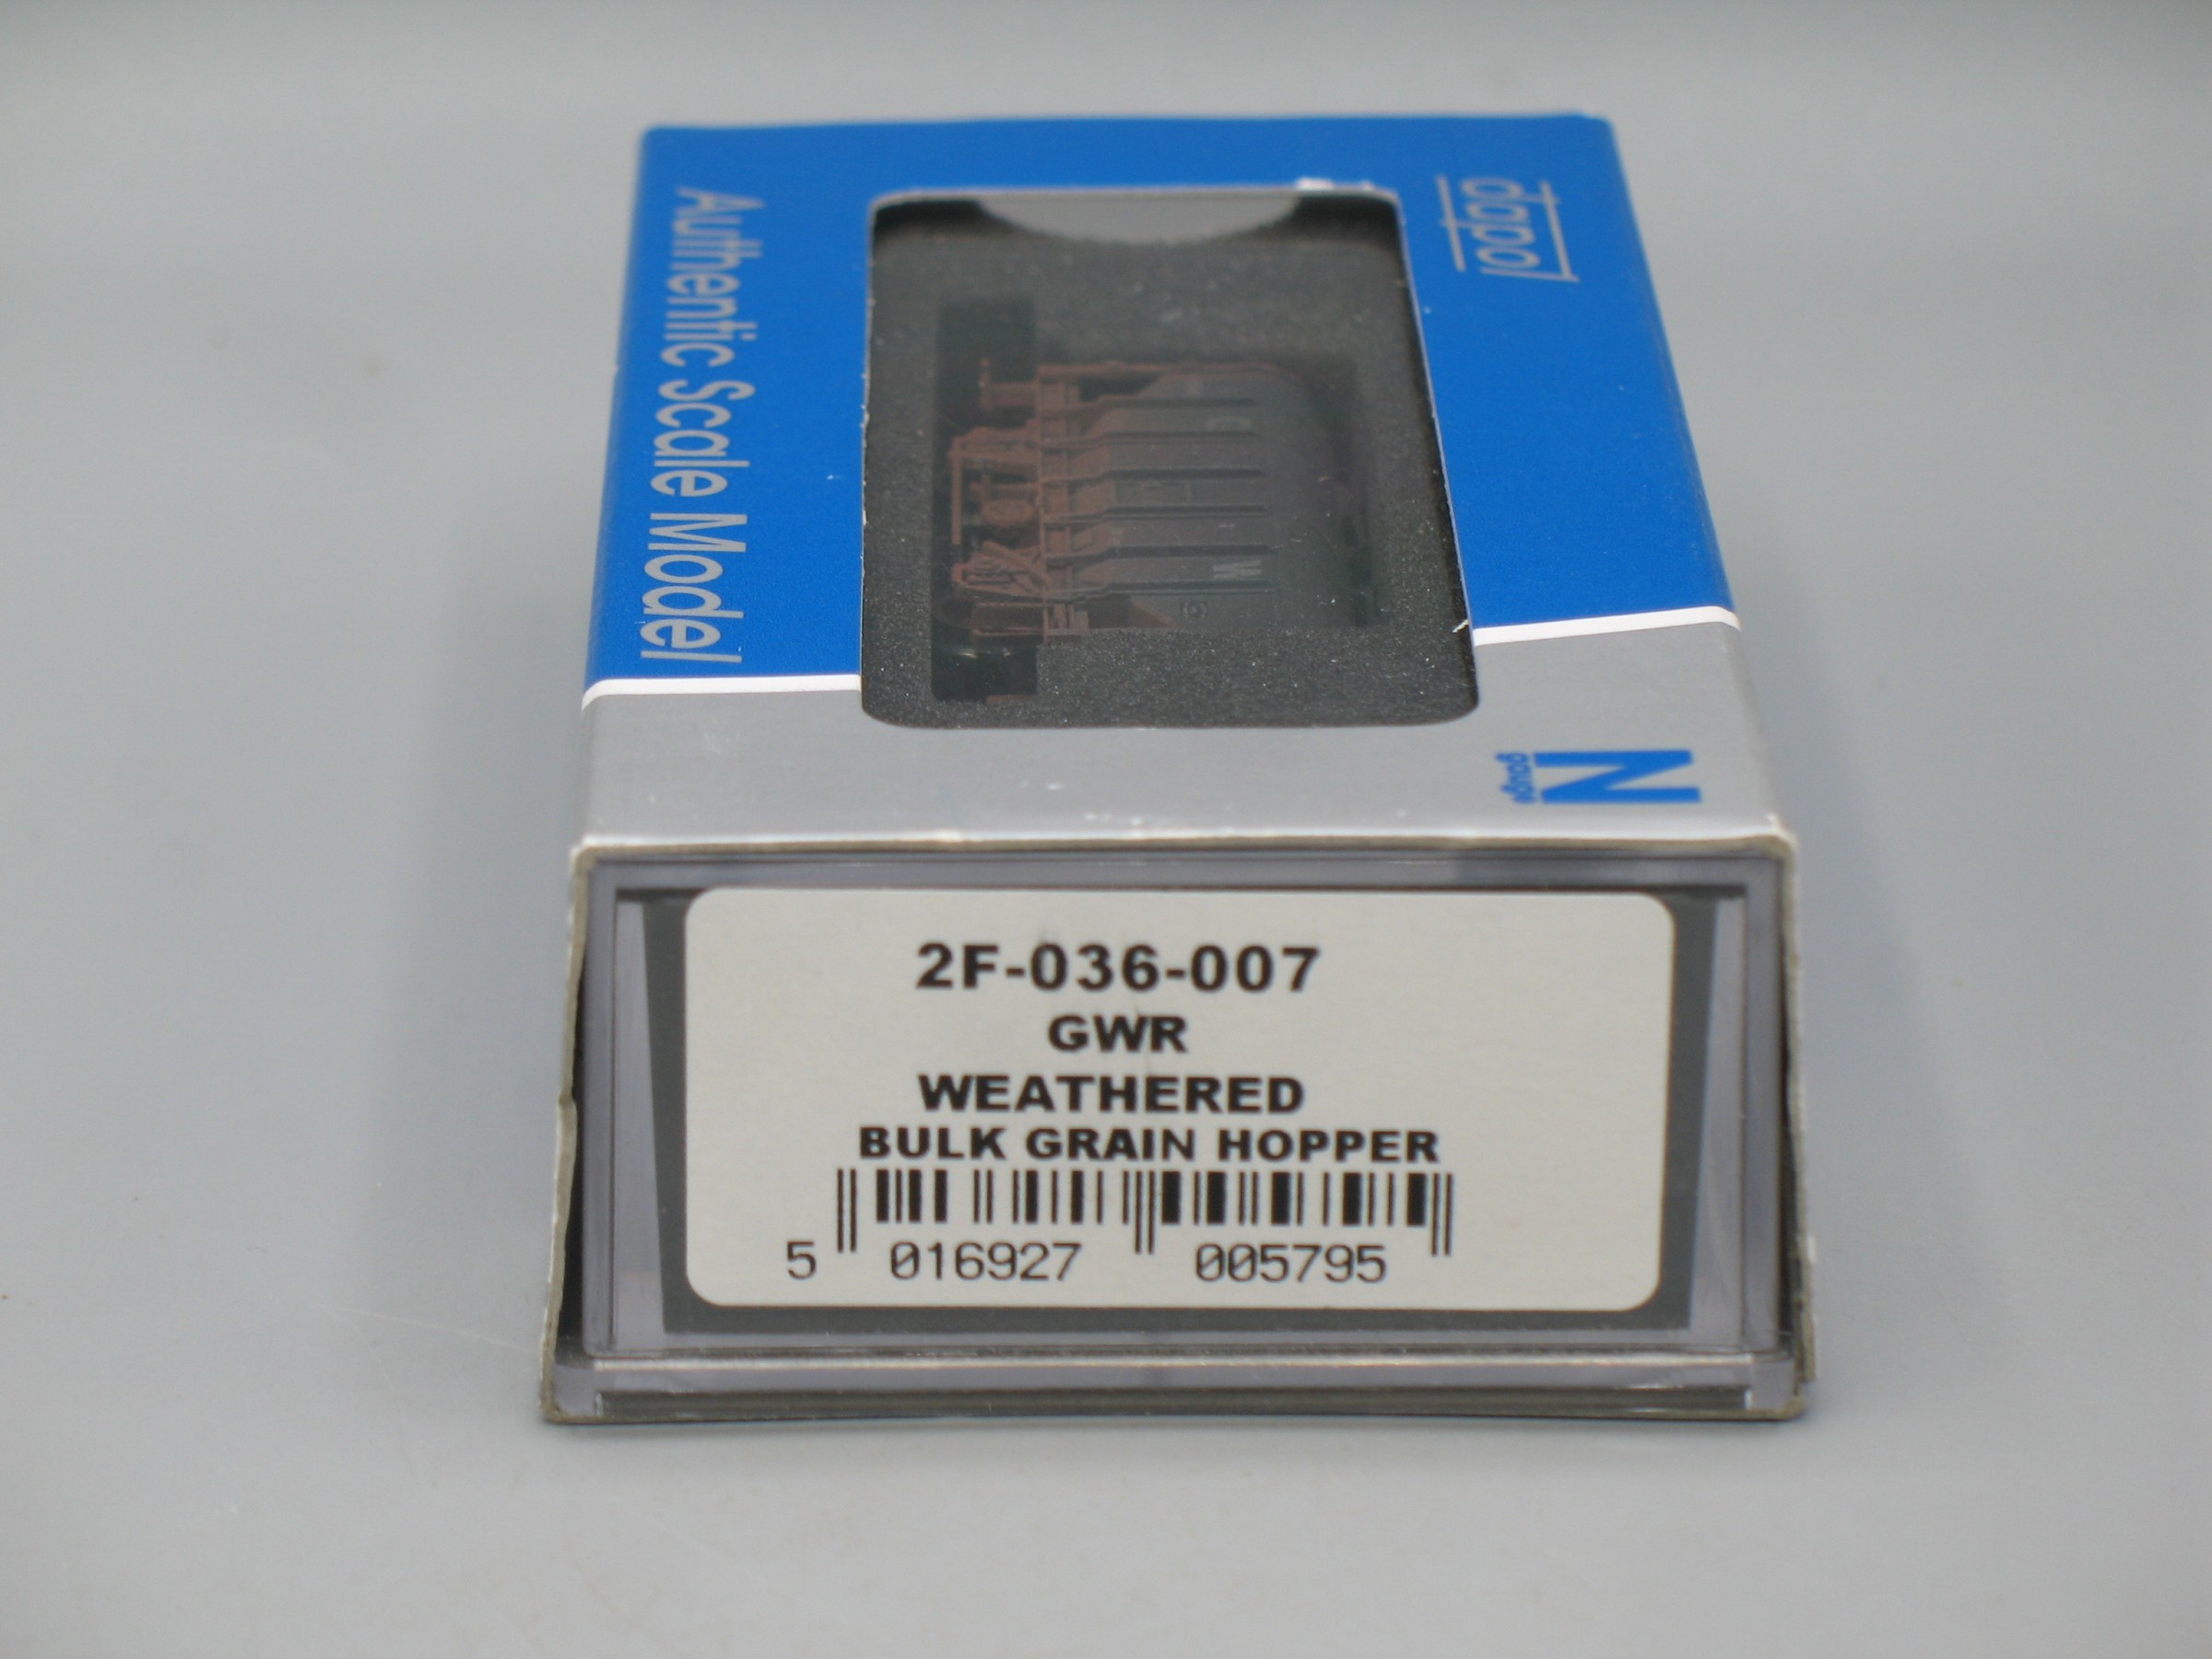 dapol
Authentic Scale Model
N
gauge
G W
2F-036-007
GWR
WEATHERED
BULK GRAIN HOPPER
5 016927 005795